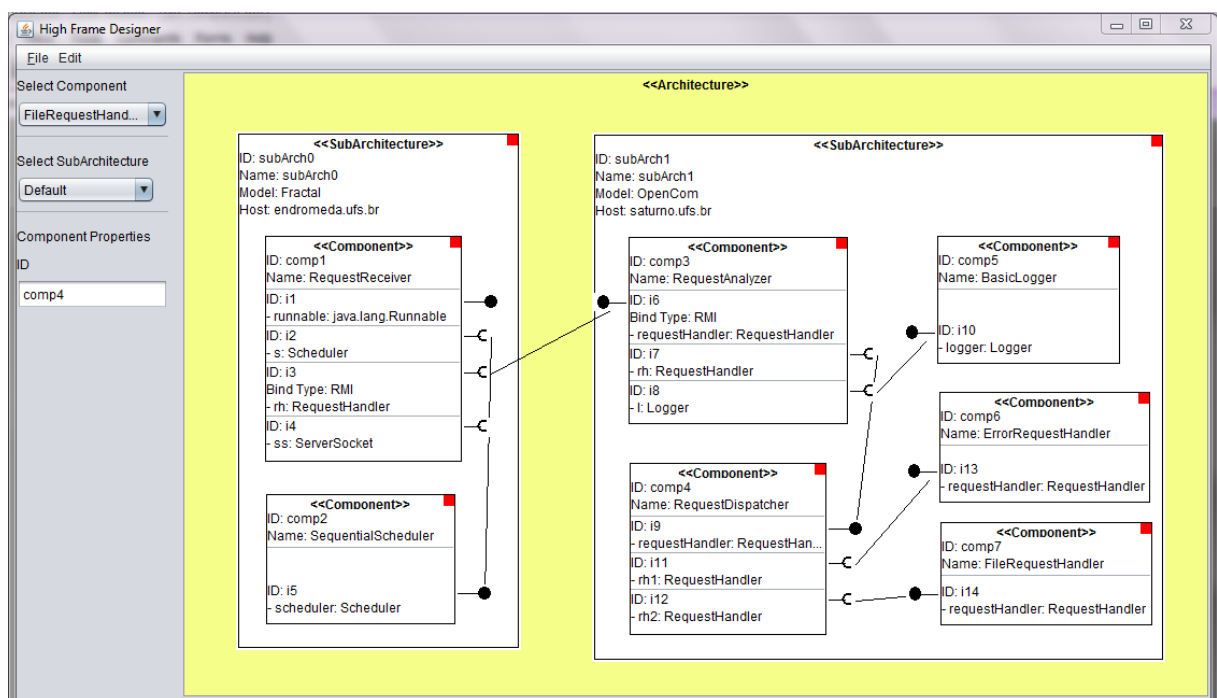 High Frame Designer
File Edit
Select Component
FileRequestHand...
Select SubArchitecture
Default
Component Properties
ID
comp4
<<Architecture>>
<<SubArchitecture>>
ID: subArch0
Name: subArch0
Model: Fractal
Host: endromeda.ufs.br
<<Component>>
ID: comp1
Name: RequestReceiver
ID: i1
- runnable: java.lang.Runnable
ID: i2
- s: Scheduler
ID: i3
Bind Type: RMI
- rh: RequestHandler
ID: i4
- ss: ServerSocket
<<Component>>
ID: comp2
Name: SequentialScheduler
ID: i5
- scheduler: Scheduler
<<SubArchitecture>>
ID: subArch1
Name: subArch1
Model: OpenCom
Host: saturno.ufs.br
<<Component>>
ID: comp3
Name: RequestAnalyzer
ID: i6
Bind Type: RMI
- requestHandler: RequestHandler
ID: i7
- rh: RequestHandler
ID: i8
- l: Logger
<<Component>>
ID: comp4
Name: RequestDispatcher
ID: i9
- requestHandler: RequestHan...
ID: i11
- rh1: RequestHandler
ID: i12
- rh2: RequestHandler
<<Component>>
ID: comp5
Name: BasicLogger
ID: i10
- logger: Logger
<<Component>>
ID: comp6
Name: ErrorRequestHandler
ID: i13
- requestHandler: RequestHandler
<<Component>>
ID: comp7
Name: FileRequestHandler
ID: i14
- requestHandler: RequestHandler